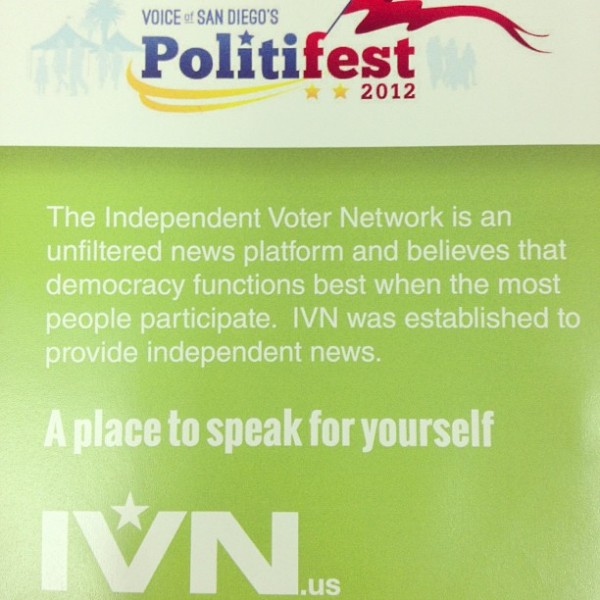 VOICE of SAN DIEGO'S
Politifest
2012
The Independent Voter Network is an
unfiltered news platform and believes that
democracy functions best when the most
people participate. IVN was established to
provide independent news.
A place to speak for yourself
IVN.us